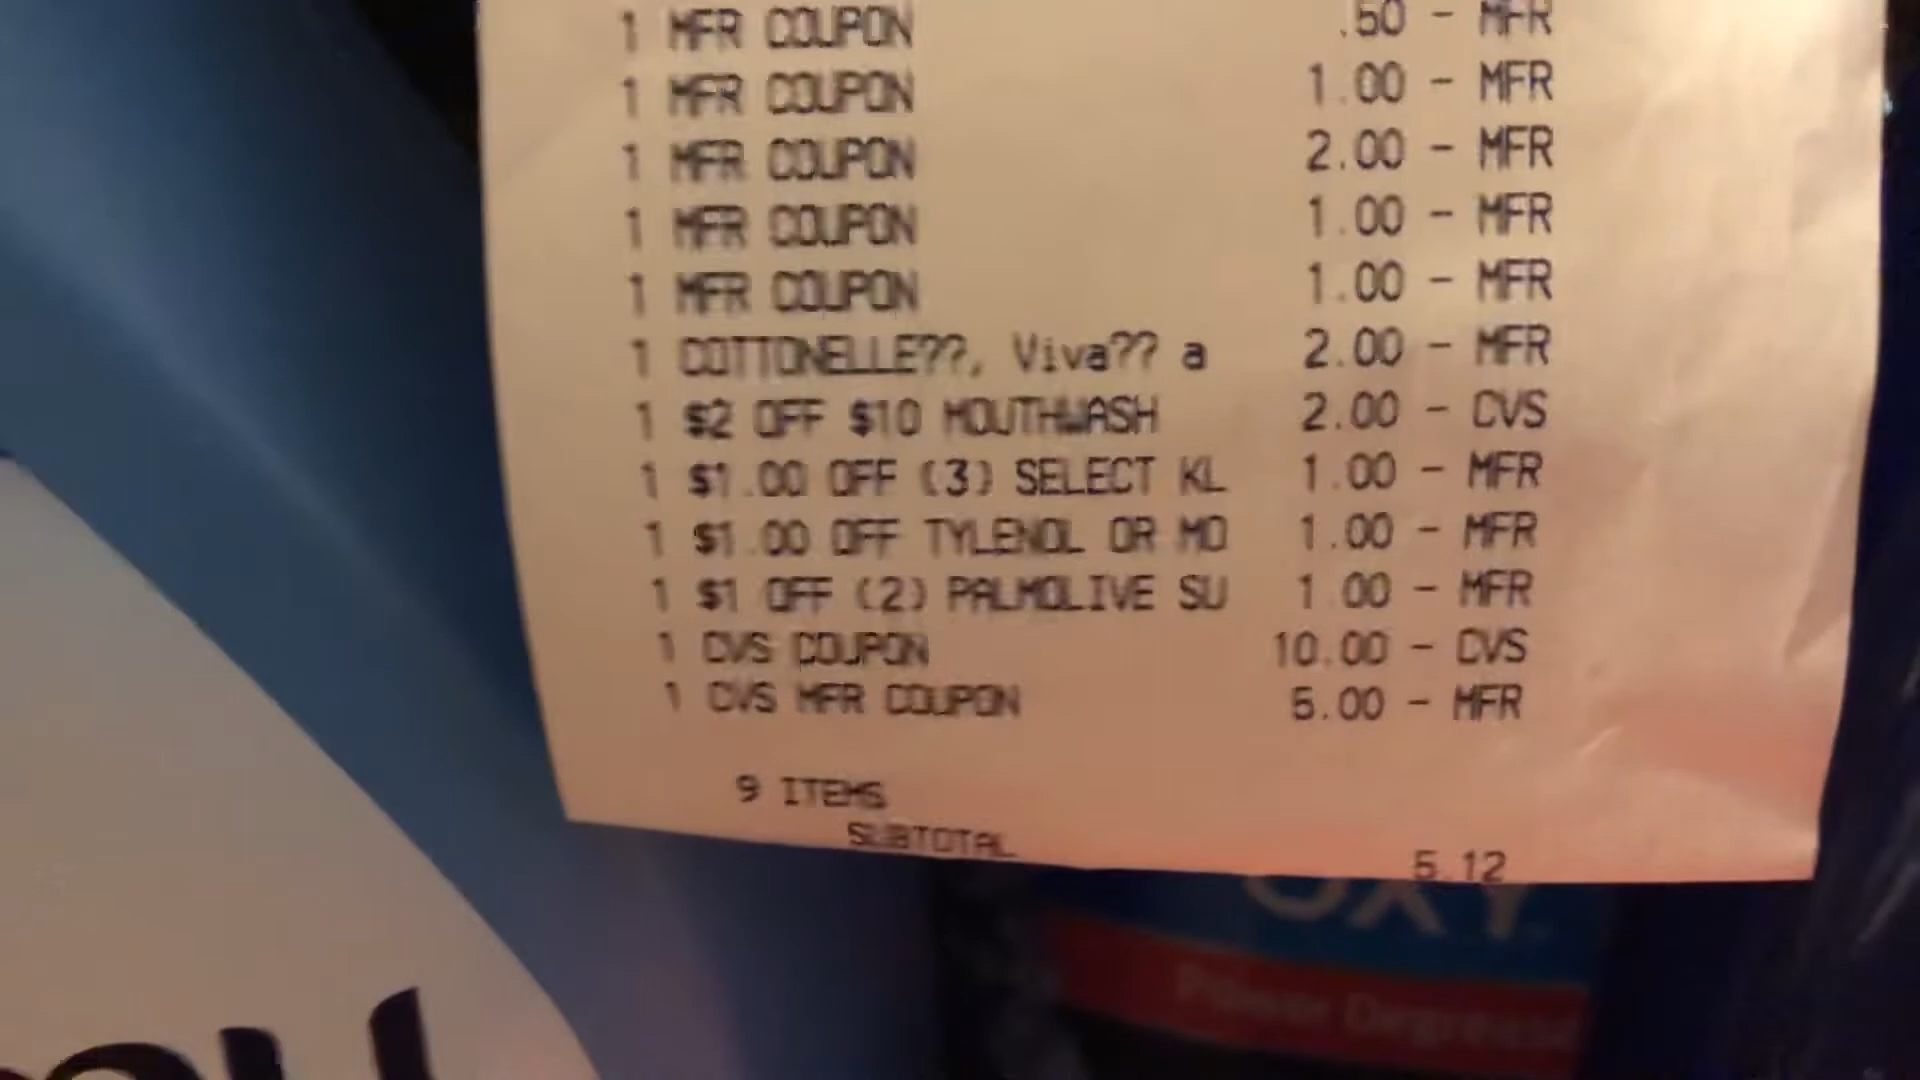 1 MFR COUPON .50 - MFR
1 MFR COUPON 1.00 - MFR
1 MFR COUPON 2.00 - MFR
1 MFR COUPON 1.00 - MFR
1 MFR COUPON 1.00 - MFR
1 COTTONELLE??, Viva?? a 2.00 - MFR
1 $2 OFF $10 MOUTHWASH 2.00 - CVS
1 $1.00 OFF (3) SELECT KL 1.00 - MFR
1 $1.00 OFF TYLENOL OR MO 1.00 - MFR
1 $1 OFF (2) PALMOLIVE SU 1.00 - MFR
1 CVS COUPON 10.00 - CVS
1 CVS MFR COUPON 5.00 - MFR
9 ITEMS
SUBTOTAL 5.12
OXY
Power Degreaser